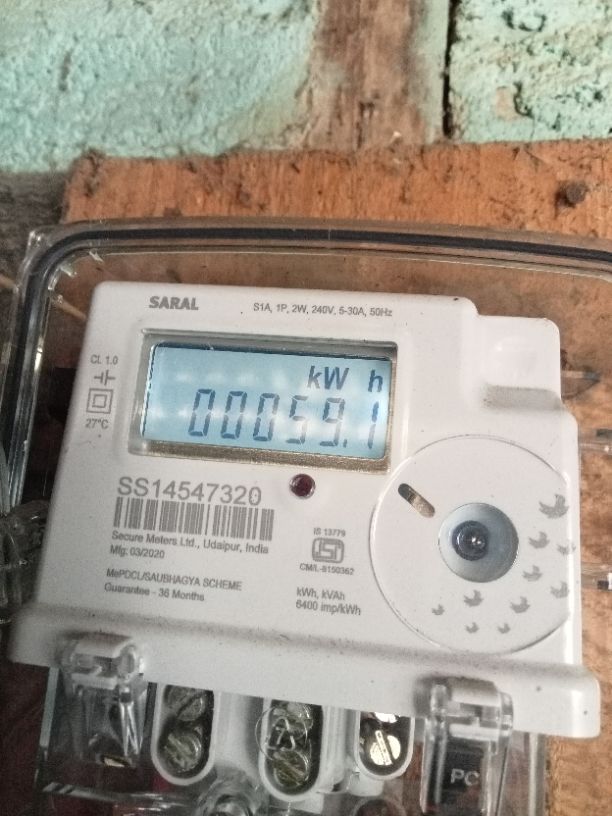 SARAL
S1A, 1P, 2W, 240V, 5-30A, 50Hz
CL 1.0
27°C
kW h
00059.1
SS14547320
Secure Meters Ltd., Udaipur, India
Mfg: 03/2020
MePDCL/SAUBHAGYA SCHEME
Guarantee - 36 Months
IS 13779
ISI
CM/L-8150362
kWh, kVAh
6400 imp/kWh
PC